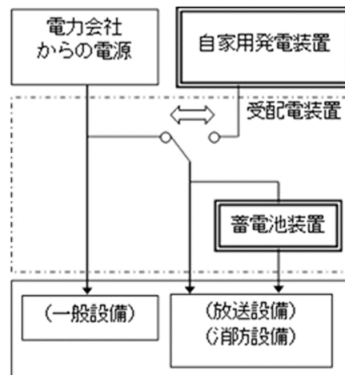 電力会社
からの電源
自家用発電装置
受配電装置
蓄電池装置
(一般設備)
(放送設備)
(消防設備)